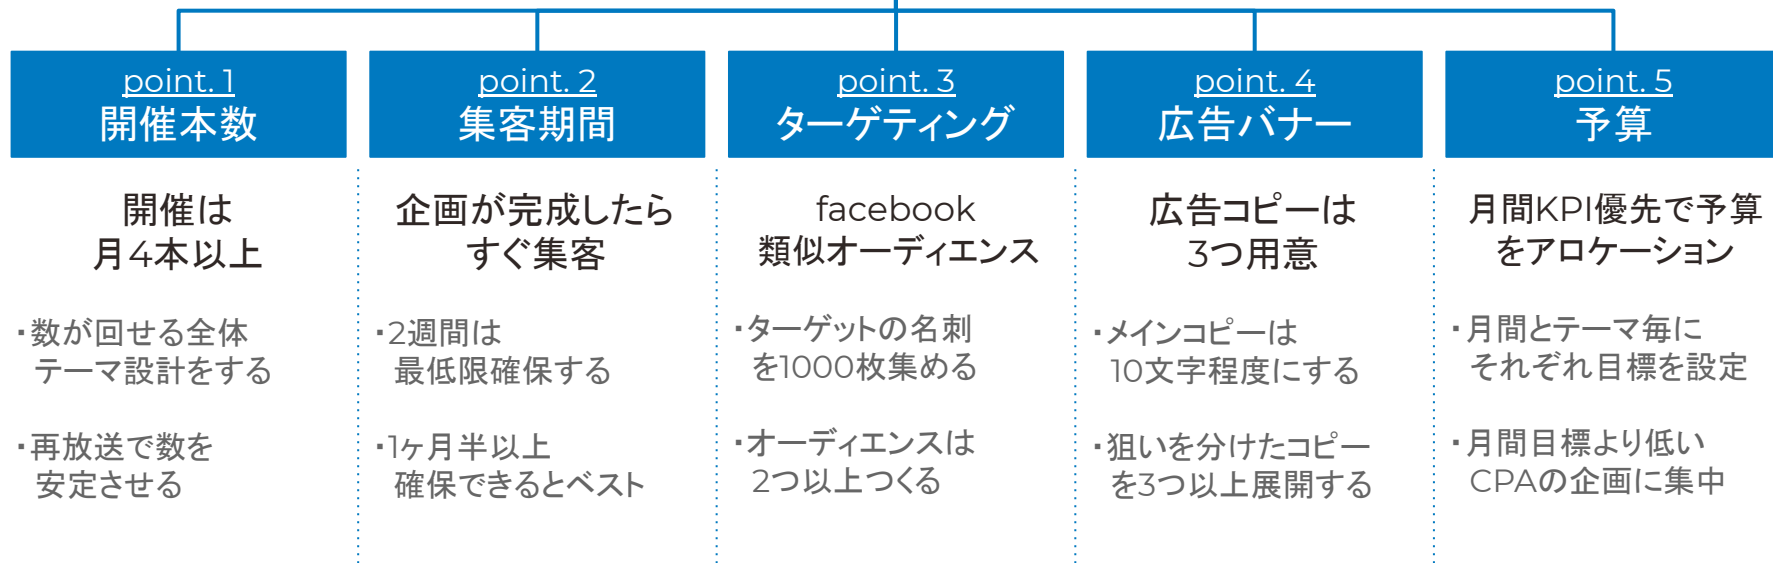 point. 1
開催本数
開催は
月4本以上
・数が回せる全体
テーマ設計をする
・再放送で数を
安定させる
point. 2
集客期間
企画が完成したら
すぐ集客
・2週間は
最低限確保する
・1ヶ月半以上
確保できるとベスト
point. 3
ターゲティング
facebook
類似オーディエンス
・ターゲットの名刺
を1000枚集める
・オーディエンスは
2つ以上つくる
point. 4
広告バナー
広告コピーは
3つ用意
・メインコピーは
10文字程度にする
・狙いを分けたコピー
を3つ以上展開する
point. 5
予算
月間KPI優先で予算
をアロケーション
・月間とテーマ毎に
それぞれ目標を設定
・月間目標より低い
CPAの企画に集中